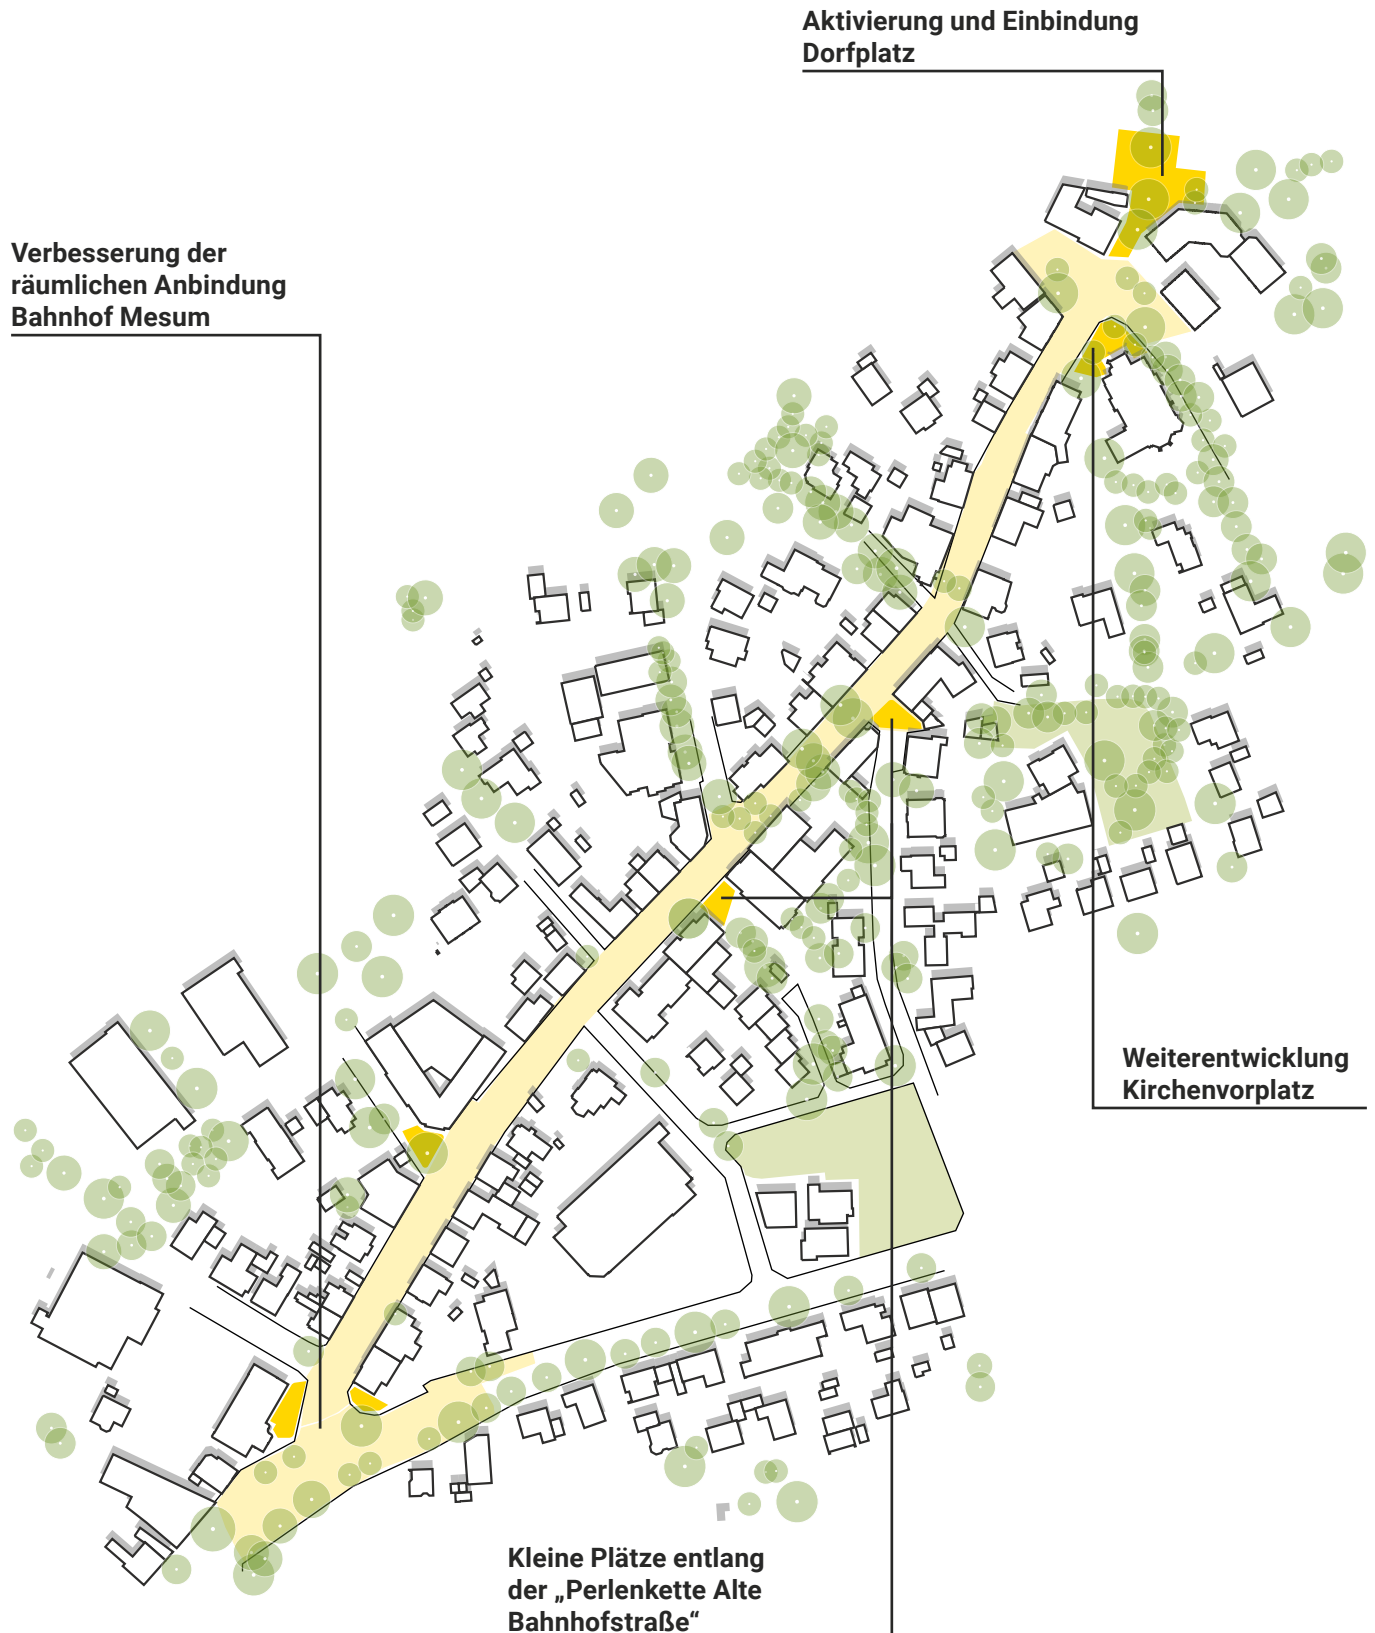 Aktivierung und Einbindung
Dorfplatz
Verbesserung der
räumlichen Anbindung
Bahnhof Mesum
Weiterentwicklung
Kirchenvorplatz
Kleine Plätze entlang
der „Perlenkette Alte
Bahnhofstraße“